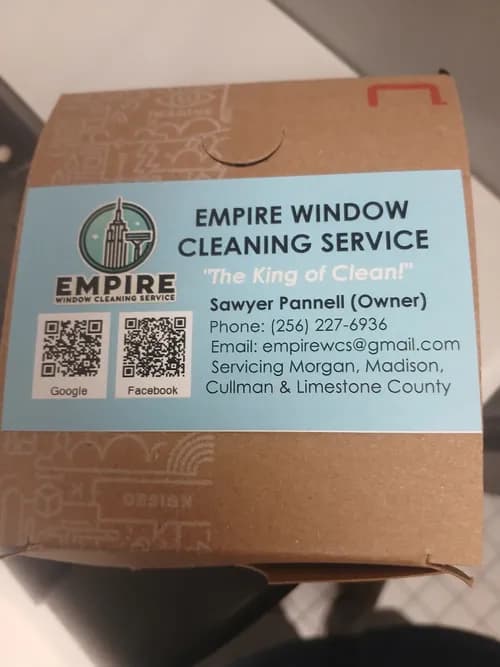 EMPIRE WINDOW
CLEANING SERVICE
"The King of Clean!"
EMPIRE
WINDOW CLEANING SERVICE
Google
Facebook
Sawyer Pannell (Owner)
Phone: (256) 227-6936
Email: empirewcs@gmail.com
Servicing Morgan, Madison,
Cullman & Limestone County